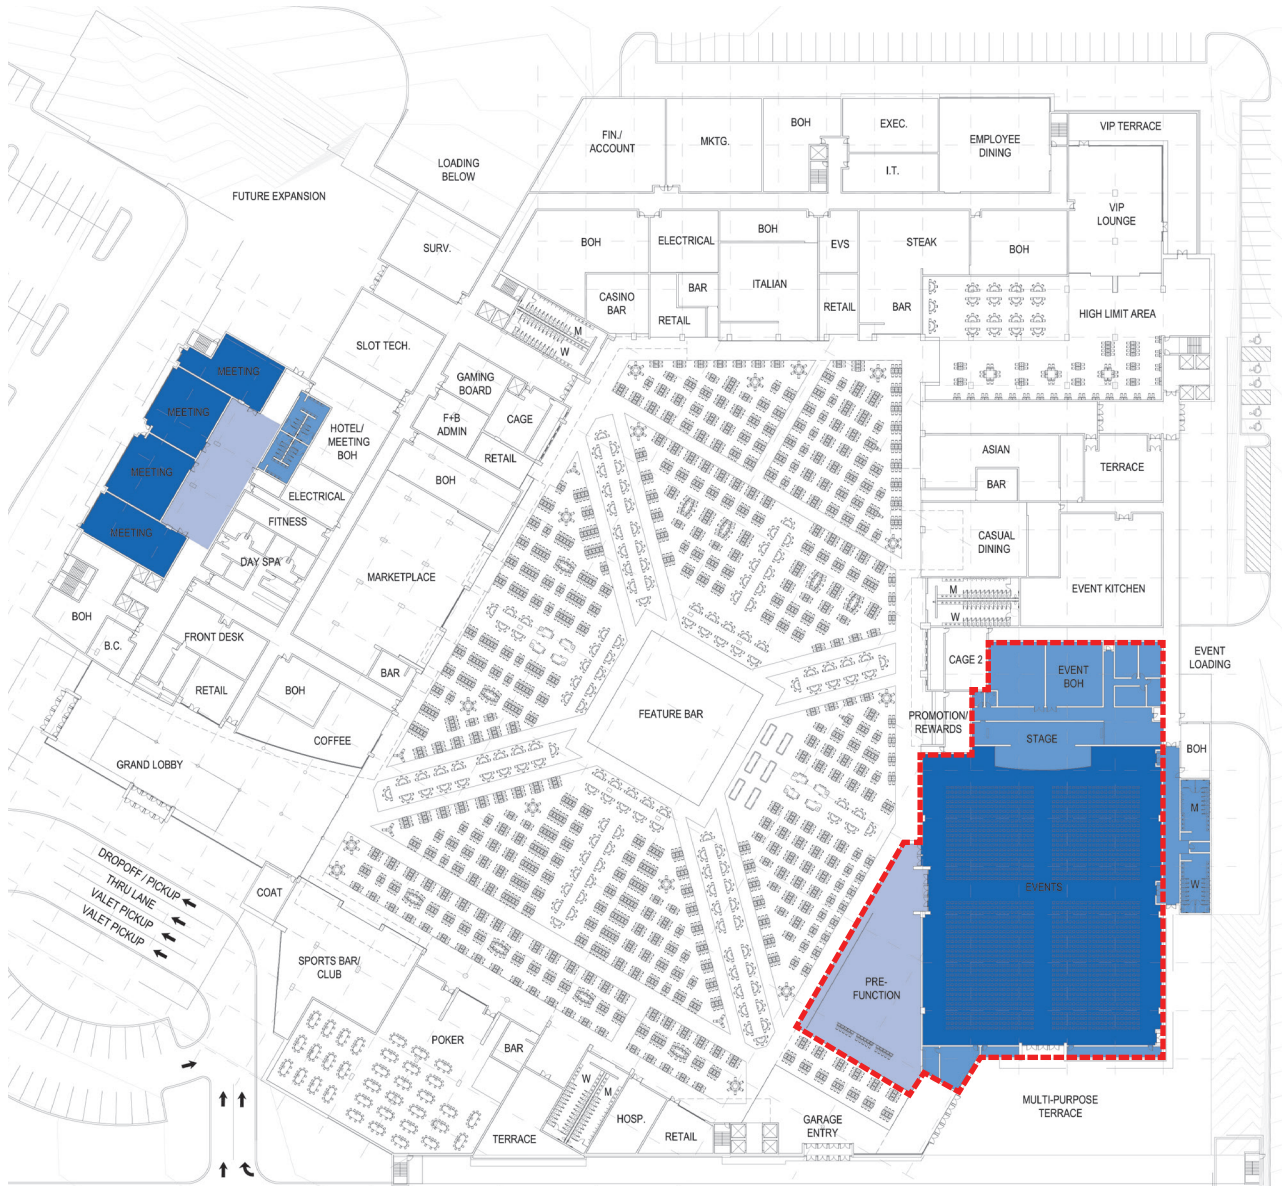 FIN./
ACCOUNT
MKTG.
BOH
EXEC.
I.T.
EMPLOYEE
DINING
VIP TERRACE
LOADING
BELOW
FUTURE EXPANSION
VIP
LOUNGE
SURV.
BOH
ELECTRICAL
BOH
EVS
STEAK
BOH
CASINO
BAR
BAR
RETAIL
ITALIAN
RETAIL
BAR
HIGH LIMIT AREA
M
W
SLOT TECH.
GAMING
BOARD
F+B
ADMIN
CAGE
RETAIL
BOH
MEETING
MEETING
MEETING
MEETING
HOTEL/
MEETING
BOH
ELECTRICAL
FITNESS
DAY SPA
MARKETPLACE
ASIAN
BAR
TERRACE
CASUAL
DINING
EVENT KITCHEN
M
W
BOH
B.C.
FRONT DESK
RETAIL
BOH
BAR
COFFEE
GRAND LOBBY
FEATURE BAR
CAGE 2
EVENT
BOH
EVENT
LOADING
PROMOTION/
REWARDS
STAGE
BOH
M
W
EVENTS
PRE-
FUNCTION
DROPOFF / PICKUP
THRU LANE
VALET PICKUP
VALET PICKUP
COAT
SPORTS BAR/
CLUB
POKER
BAR
W
M
TERRACE
HOSP.
RETAIL
GARAGE
ENTRY
MULTI-PURPOSE
TERRACE